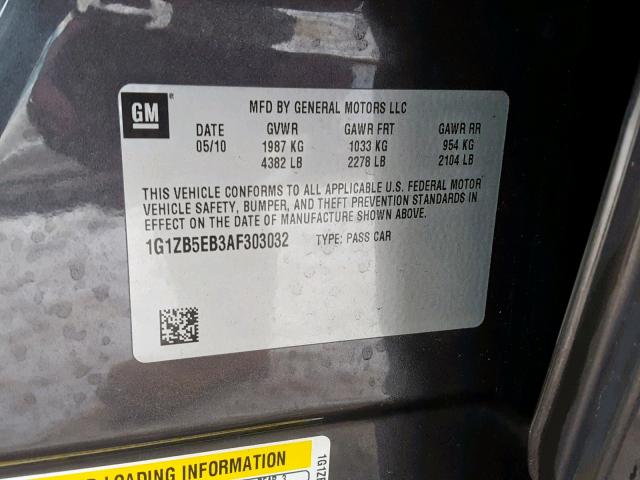 GM ® MFD BY GENERAL MOTORS LLC
DATE GVWR GAWR FRT GAWR RR
05/10 1987 KG 1033 KG 954 KG
4382 LB 2278 LB 2104 LB
THIS VEHICLE CONFORMS TO ALL APPLICABLE U.S. FEDERAL MOTOR
VEHICLE SAFETY, BUMPER, AND THEFT PREVENTION STANDARDS IN
EFFECT ON THE DATE OF MANUFACTURE SHOWN ABOVE.
1G1ZB5EB3AF303032 TYPE: PASS CAR
LOADING INFORMATION
1G1ZB